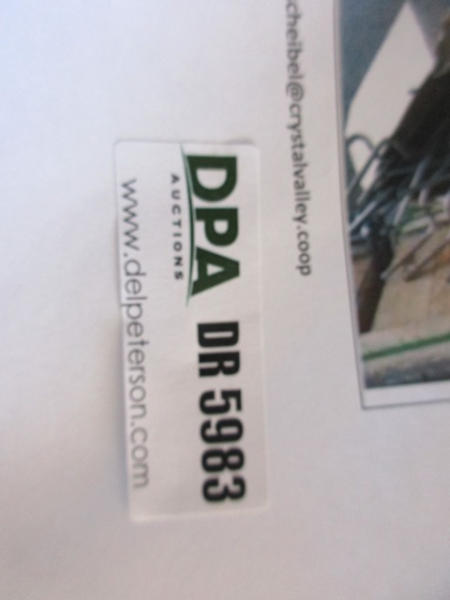 cheibel@crystalvalley.coop
DPA DR 5983
AUCTIONS
www.delpeterson.com